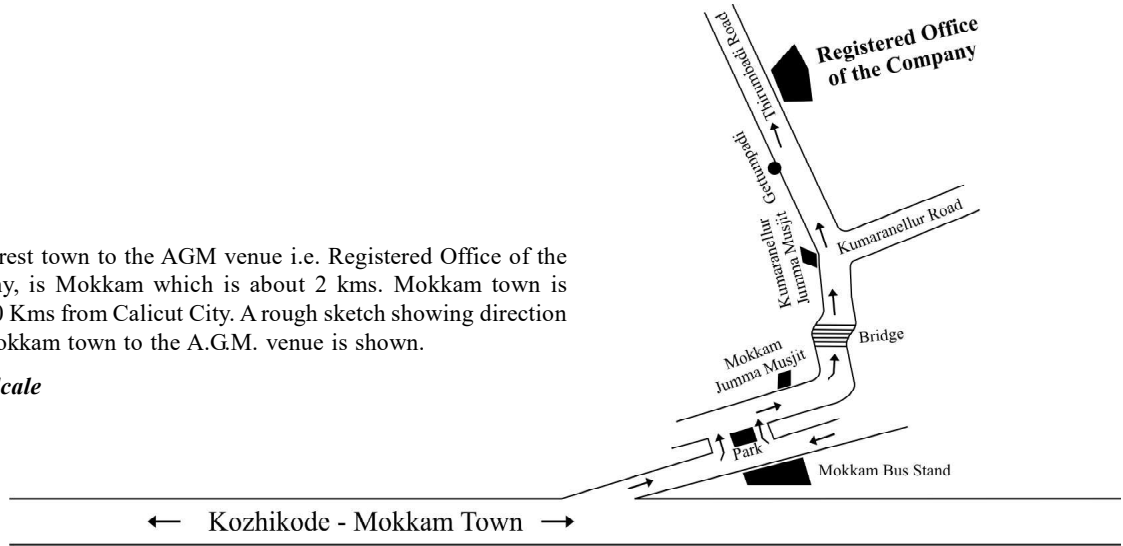 rest town to the AGM venue i.e. Registered Office of the
y, is Mokkam which is about 2 kms. Mokkam town is
0 Kms from Calicut City. A rough sketch showing direction
okkam town to the A.G.M. venue is shown.
cale
Registered Office
of the Company
Thirumbadi Road
Gettumpadi
Kumaranellur
Jumma Musjit
Kumaranellur Road
Bridge
Mokkam
Jumma Musjit
Park
Mokkam Bus Stand
Kozhikode - Mokkam Town